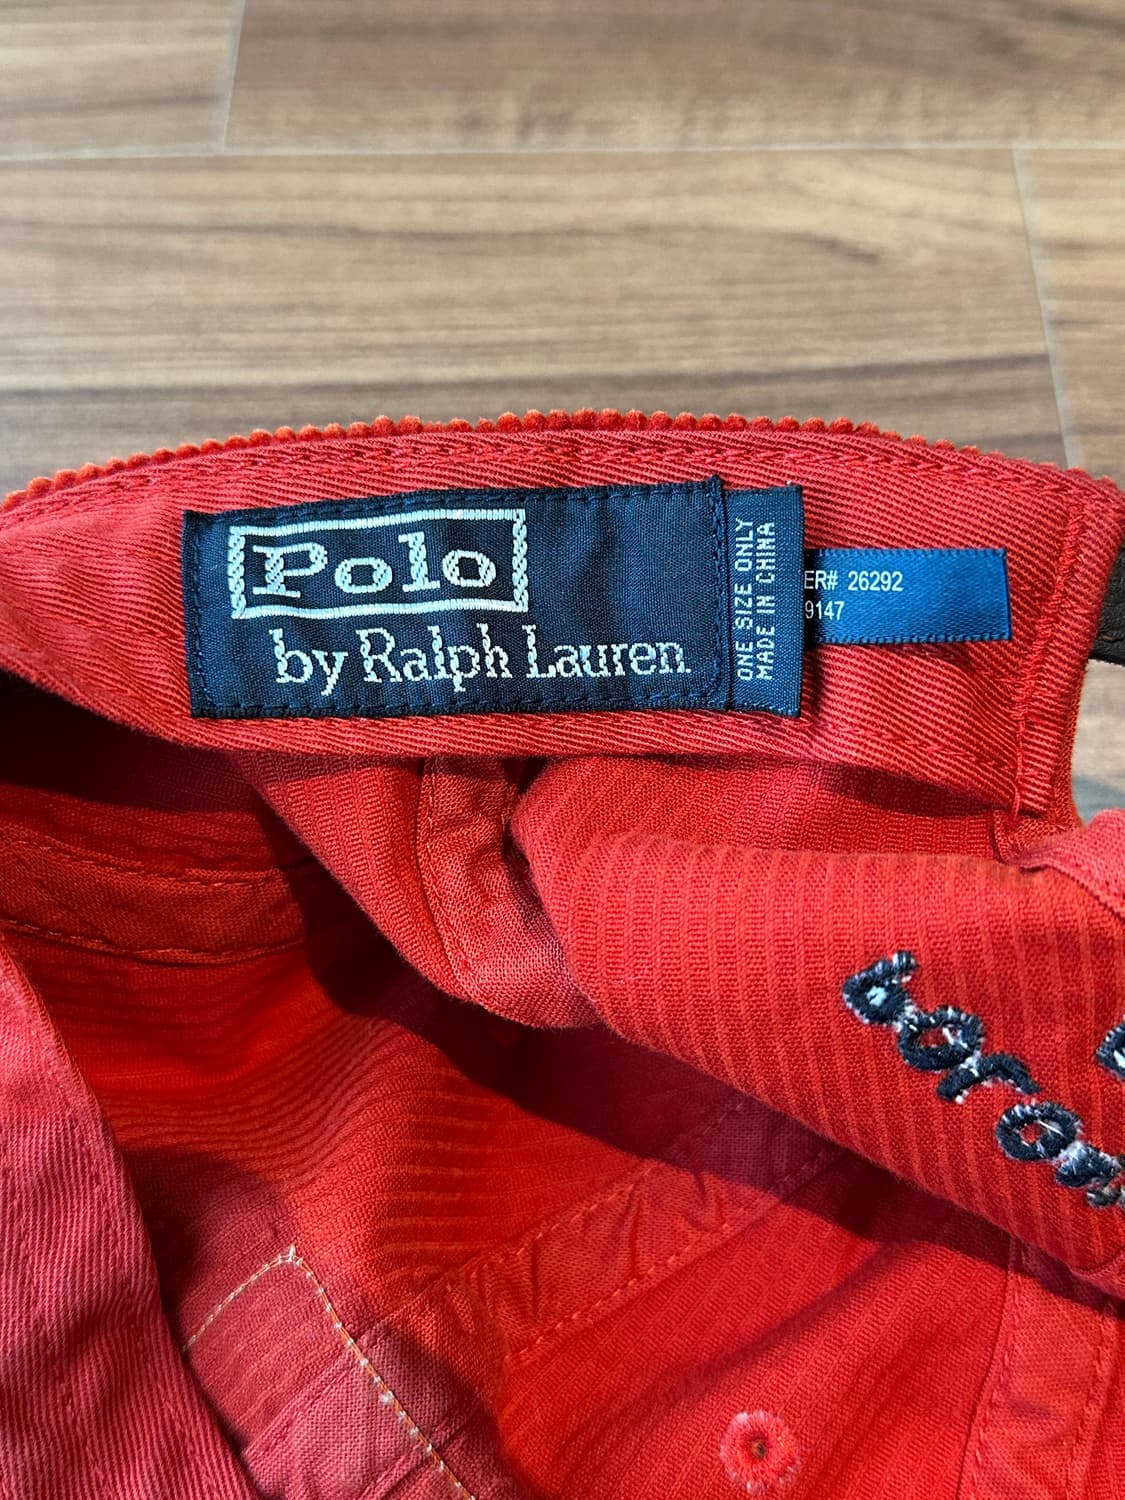 Polo
by Ralph Lauren
ONE SIZE ONLY
MADE IN CHINA
ER# 26292
9147